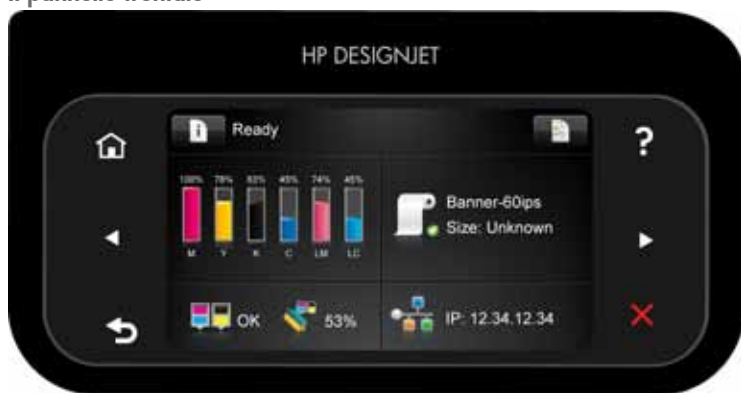 HP DESIGNJET
Ready
100% 78% 83% 45% 74% 45%
M Y K C LM LC
Banner-60ips
Size: Unknown
OK 53%
IP: 12.34.12.34
?